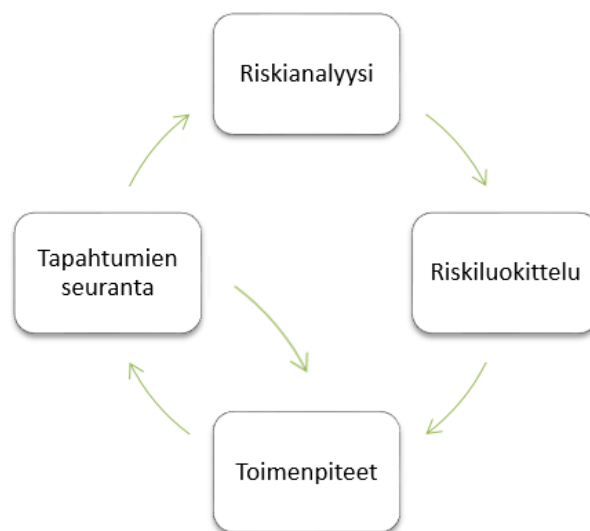 Riskianalyysi
Tapahtumien
seuranta
Riskiluokittelu
Toimenpiteet